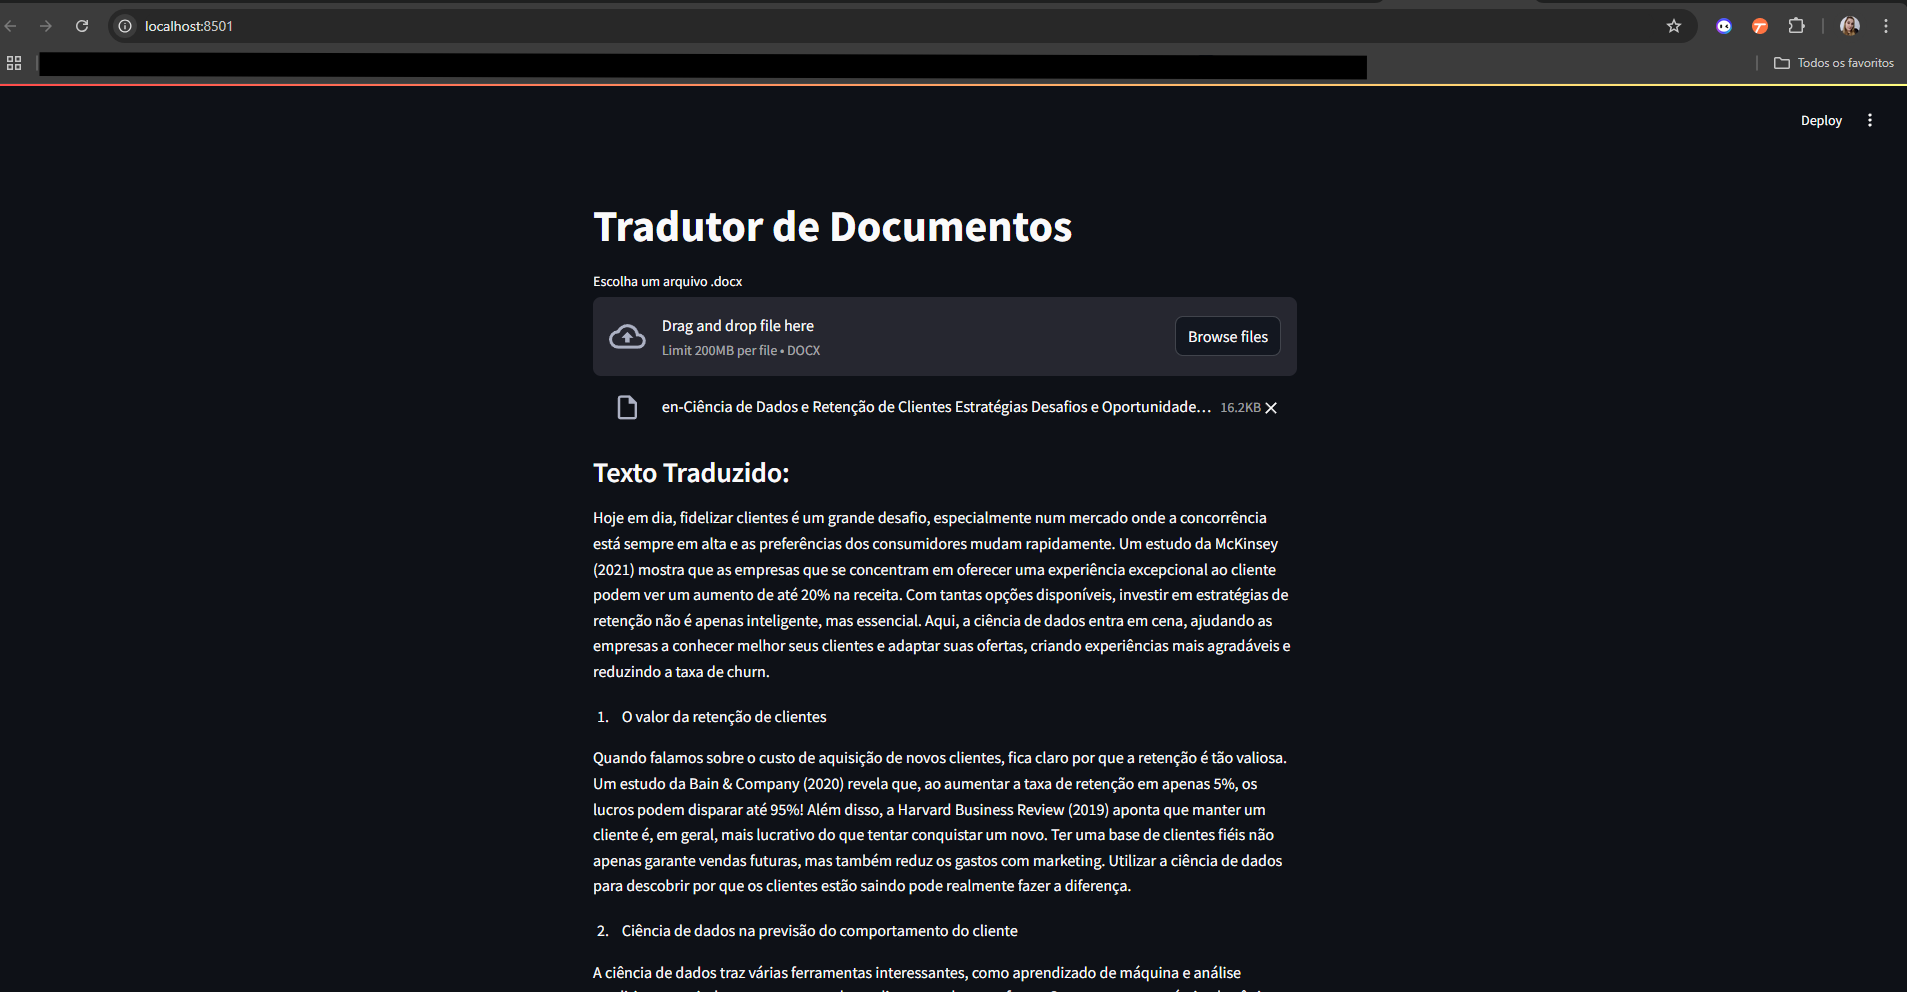 localhost:8501
Todos os favoritos
Deploy
Tradutor de Documentos
Escolha um arquivo .docx
Drag and drop file here
Limit 200MB per file • DOCX
Browse files
en-Ciência de Dados e Retenção de Clientes Estratégias Desafios e Oportunidade... 16.2KB
Texto Traduzido:
Hoje em dia, fidelizar clientes é um grande desafio, especialmente num mercado onde a concorrência
está sempre em alta e as preferências dos consumidores mudam rapidamente. Um estudo da McKinsey
(2021) mostra que as empresas que se concentram em oferecer uma experiência excepcional ao cliente
podem ver um aumento de até 20% na receita. Com tantas opções disponíveis, investir em estratégias de
retenção não é apenas inteligente, mas essencial. Aqui, a ciência de dados entra em cena, ajudando as
empresas a conhecer melhor seus clientes e adaptar suas ofertas, criando experiências mais agradáveis e
reduzindo a taxa de churn.
1. O valor da retenção de clientes
Quando falamos sobre o custo de aquisição de novos clientes, fica claro por que a retenção é tão valiosa.
Um estudo da Bain & Company (2020) revela que, ao aumentar a taxa de retenção em apenas 5%, os
lucros podem disparar até 95%! Além disso, a Harvard Business Review (2019) aponta que manter um
cliente é, em geral, mais lucrativo do que tentar conquistar um novo. Ter uma base de clientes fiéis não
apenas garante vendas futuras, mas também reduz os gastos com marketing. Utilizar a ciência de dados
para descobrir por que os clientes estão saindo pode realmente fazer a diferença.
2. Ciência de dados na previsão do comportamento do cliente
A ciência de dados traz várias ferramentas interessantes, como aprendizado de máquina e análise